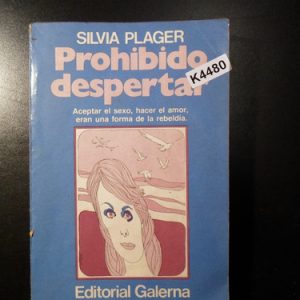 SILVIA PLAGER
Prohibido
despertar
K4480
Aceptar el sexo, hacer el amor,
eran una forma de la rebeldía.
Editorial Galerna